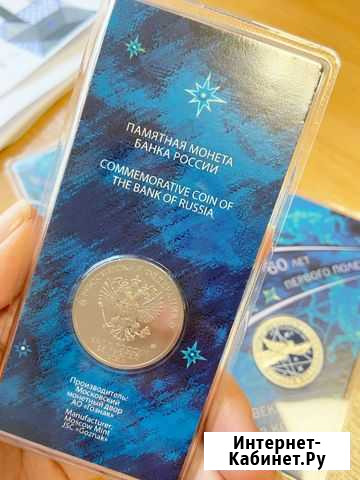 ПАМЯТНАЯ МОНЕТА
БАНКА РОССИИ
COMMEMORATIVE COIN OF
THE BANK OF RUSSIA
Производитель:
Московский
монетный двор
АО «Гознак»
Manufacturer:
Moscow Mint
JSC «Goznak»
60 ЛЕТ
ПЕРВОГО ПОЛЕ
Интернет-
Кабинет.Ру